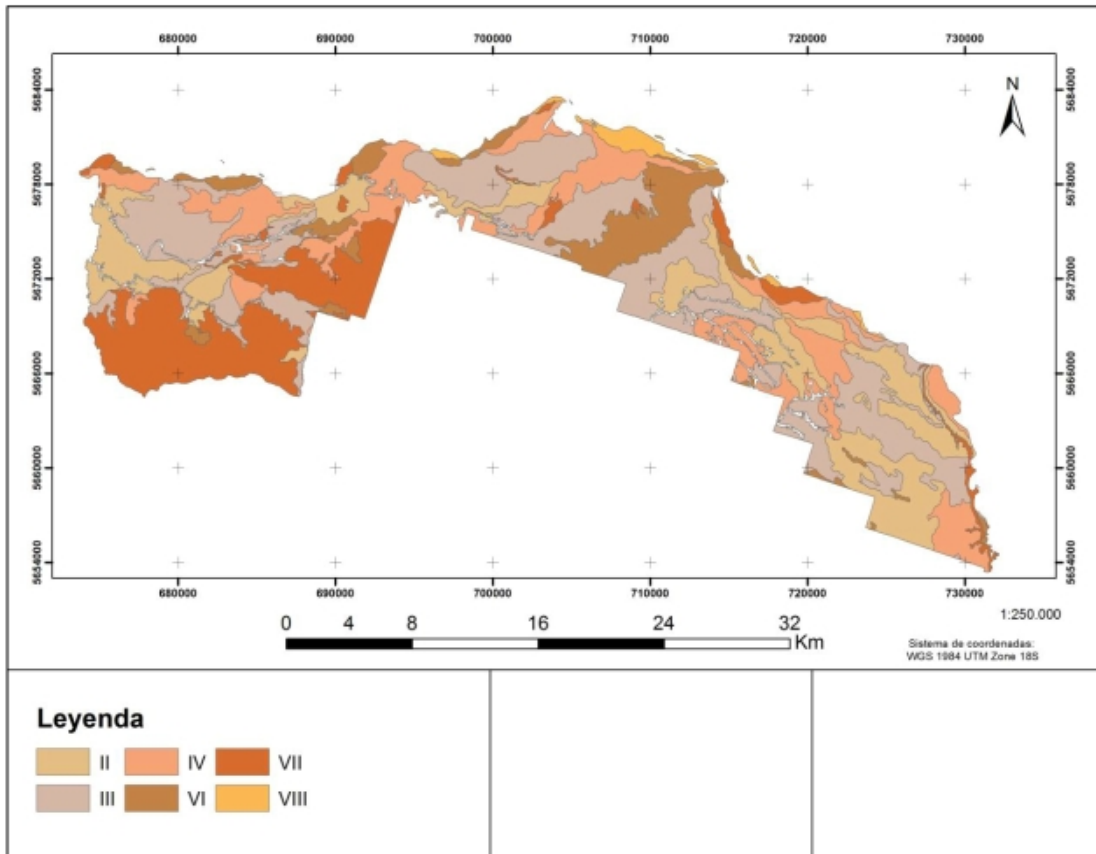 680000 690000 700000 710000 720000 730000
5684000 5684000
N
5678000 5678000
5672000 5672000
5666000 5666000
5660000 5660000
5654000 5654000
680000 690000 700000 710000 720000 730000
1:250.000
0 4 8 16 24 32
Km
Sistema de coordenadas:
WGS 1984 UTM Zone 18S
Leyenda
II IV VII
III VI VIII